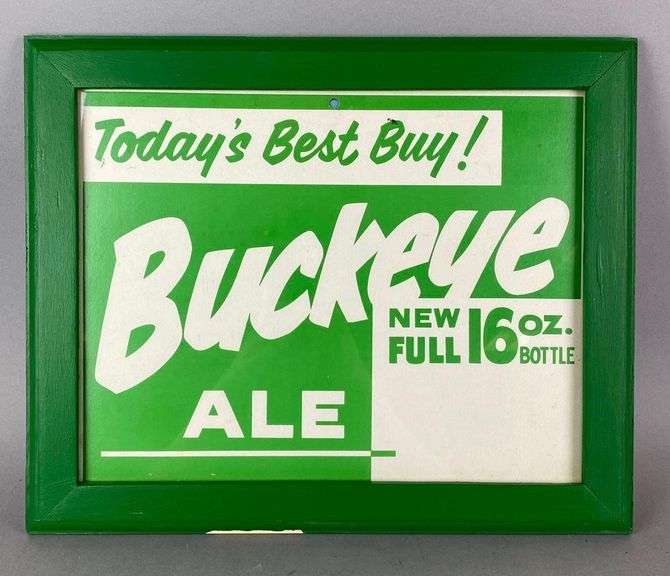 Today's Best Buy!
Buckeye
ALE
NEW FULL 16 OZ. BOTTLE